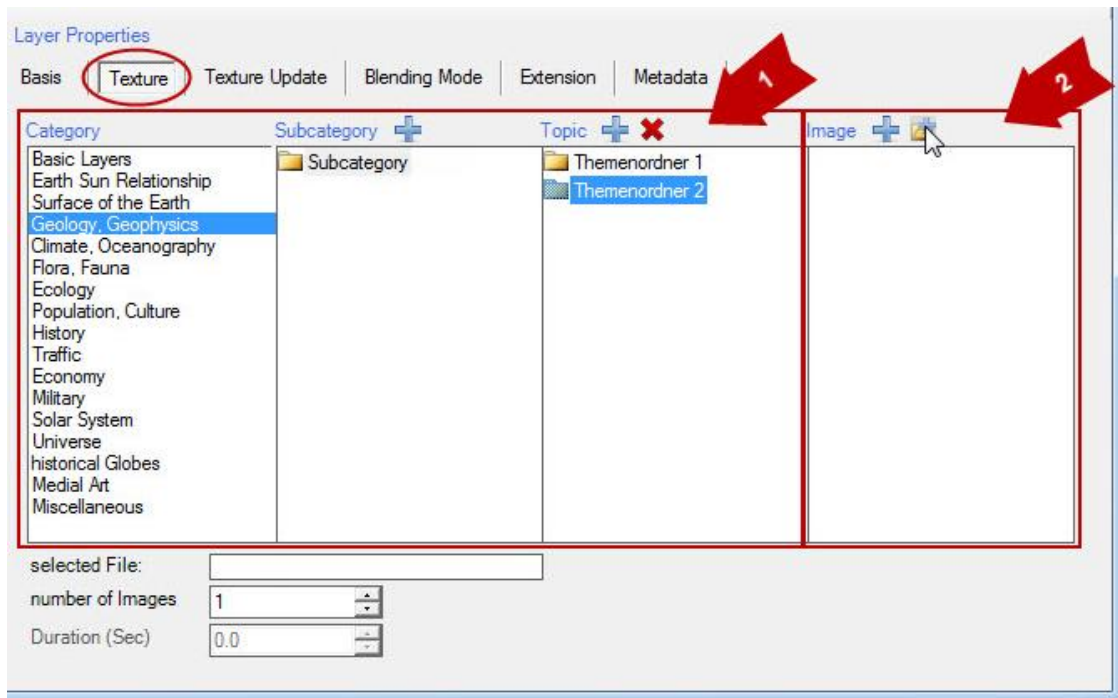 Layer Properties
Basis Texture Texture Update Blending Mode Extension Metadata
1
2
Category Subcategory Topic Image
Basic Layers
Earth Sun Relationship
Surface of the Earth
Geology, Geophysics
Climate, Oceanography
Flora, Fauna
Ecology
Population, Culture
History
Traffic
Economy
Military
Solar System
Universe
historical Globes
Medial Art
Miscellaneous
Subcategory
Themenordner 1
Themenordner 2
selected File:
number of Images 1
Duration (Sec) 0.0